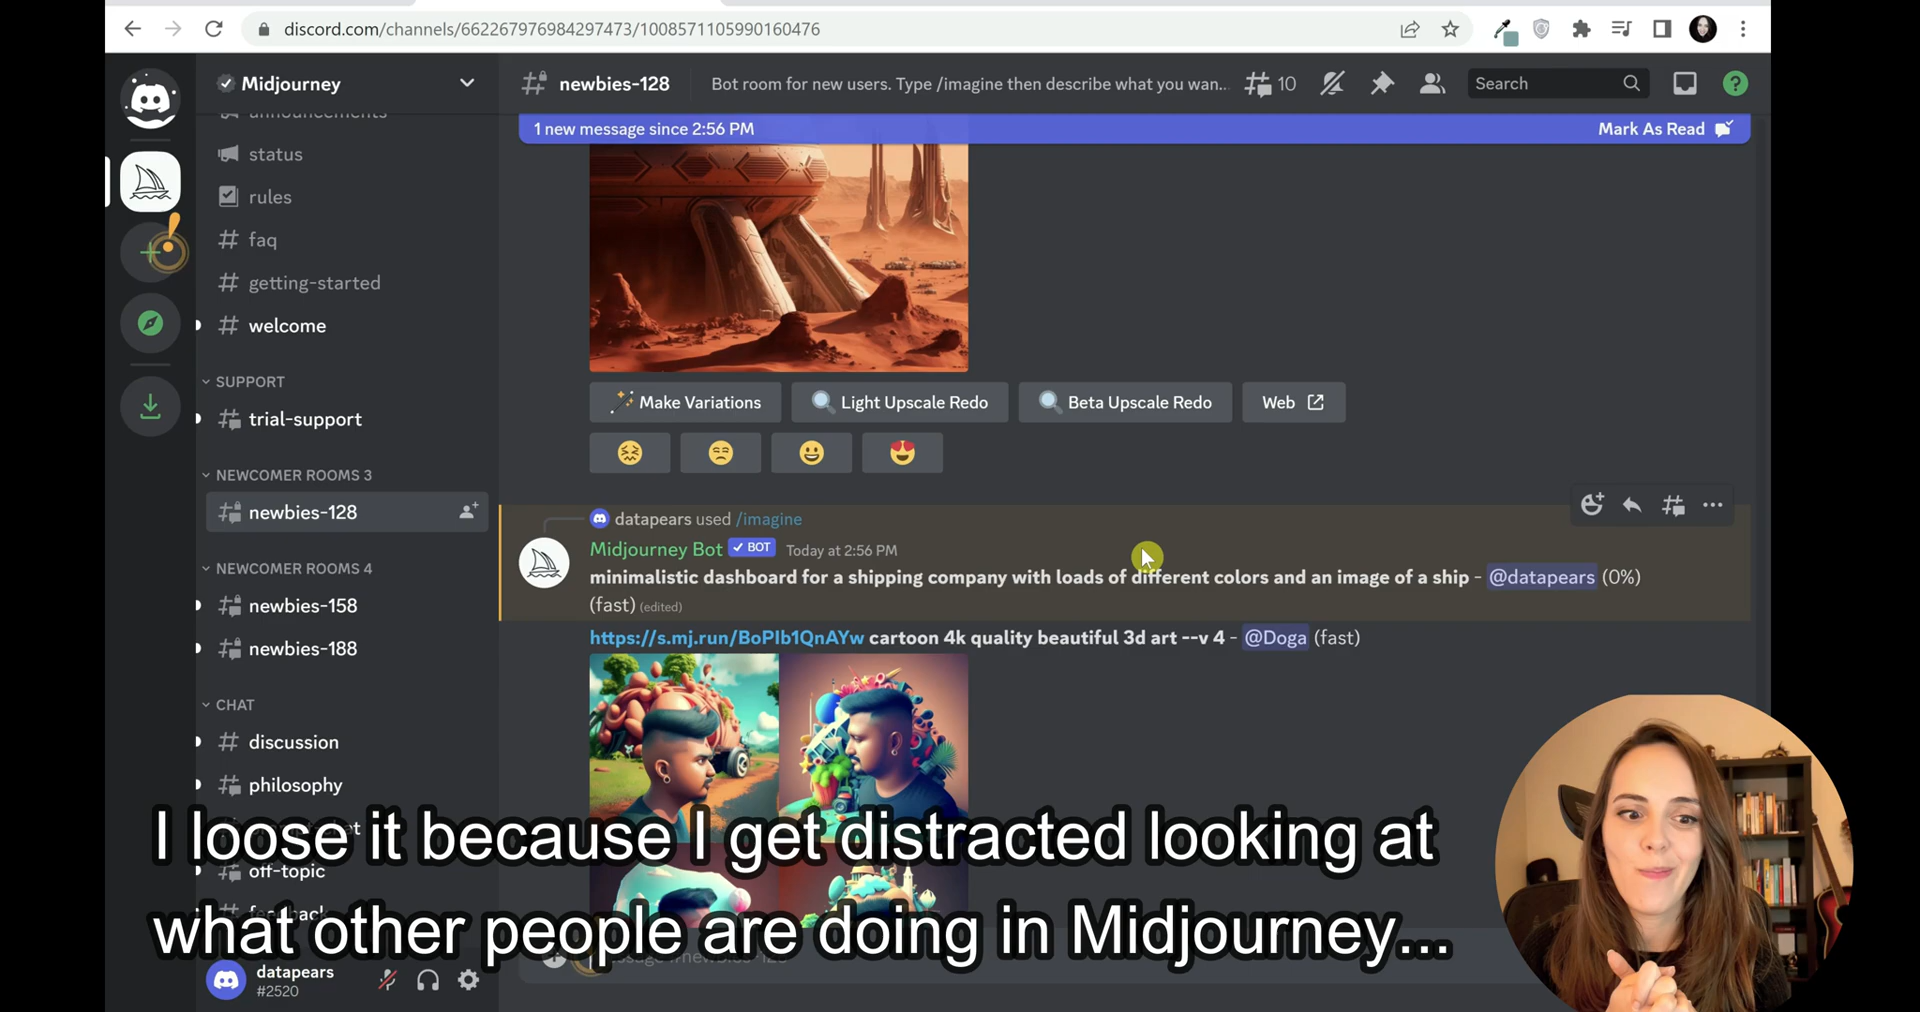 discord.com/channels/662267976984297473/1008571105990160476
Midjourney
newbies-128
Bot room for new users. Type /imagine then describe what you wan...
10
Search
announcements
status
rules
faq
getting-started
welcome
SUPPORT
trial-support
NEWCOMER ROOMS 3
newbies-128
NEWCOMER ROOMS 4
newbies-158
newbies-188
CHAT
discussion
philosophy
off-topic
feedback
datapears
#2520
1 new message since 2:56 PM
Mark As Read
Make Variations
Light Upscale Redo
Beta Upscale Redo
Web
datapears used /imagine
Midjourney Bot BOT Today at 2:56 PM
minimalistic dashboard for a shipping company with loads of different colors and an image of a ship - @datapears (0%)
(fast) (edited)
https://s.mj.run/BoPIb1QnAYw cartoon 4k quality beautiful 3d art --v 4 - @Doga (fast)
I loose it because I get distracted looking at
what other people are doing in Midjourney...